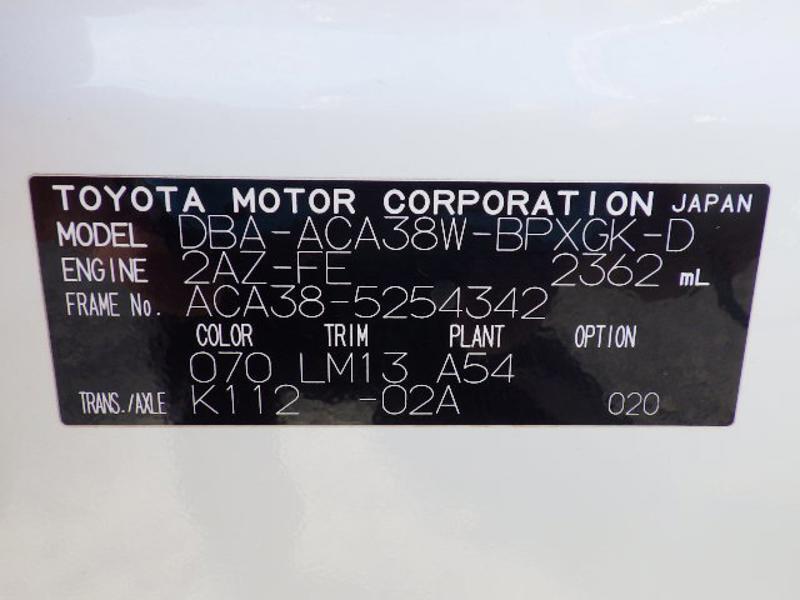 TOYOTA MOTOR CORPORATION JAPAN
MODEL DBA-ACA38W-BPXGK-D
ENGINE 2AZ-FE 2362 mL
FRAME No. ACA38-5254342
COLOR TRIM PLANT OPTION
070 LM13 A54
TRANS./AXLE K112 -02A 020